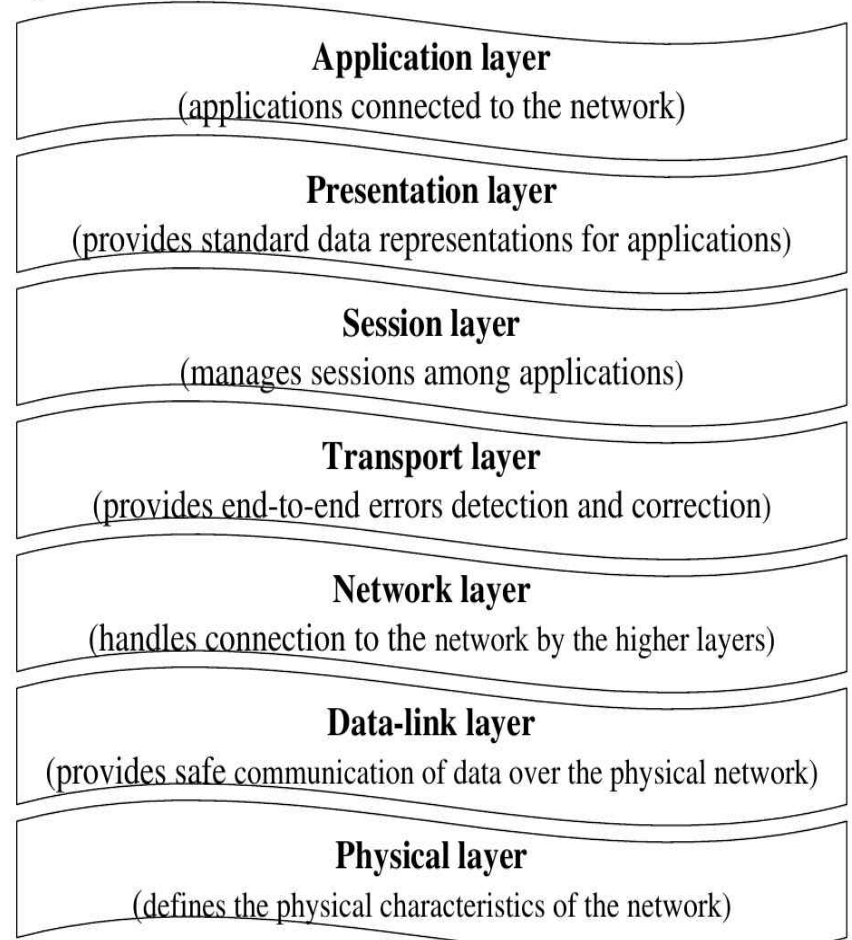 Application layer
(applications connected to the network)
Presentation layer
(provides standard data representations for applications)
Session layer
(manages sessions among applications)
Transport layer
(provides end-to-end errors detection and correction)
Network layer
(handles connection to the network by the higher layers)
Data-link layer
(provides safe communication of data over the physical network)
Physical layer
(defines the physical characteristics of the network)